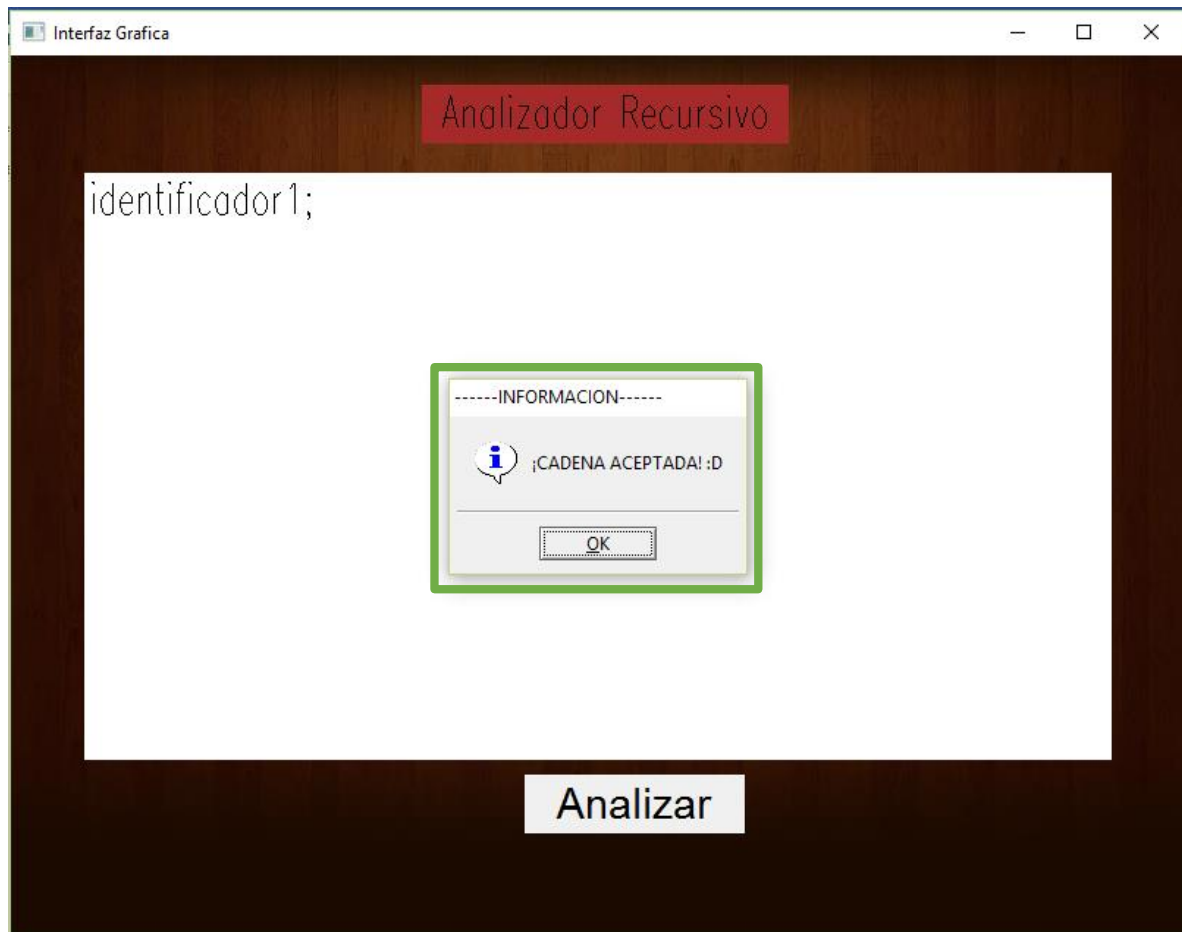 Interfaz Grafica
Analizador Recursivo
identificador1;
------INFORMACION------
¡CADENA ACEPTADA! :D
OK
Analizar